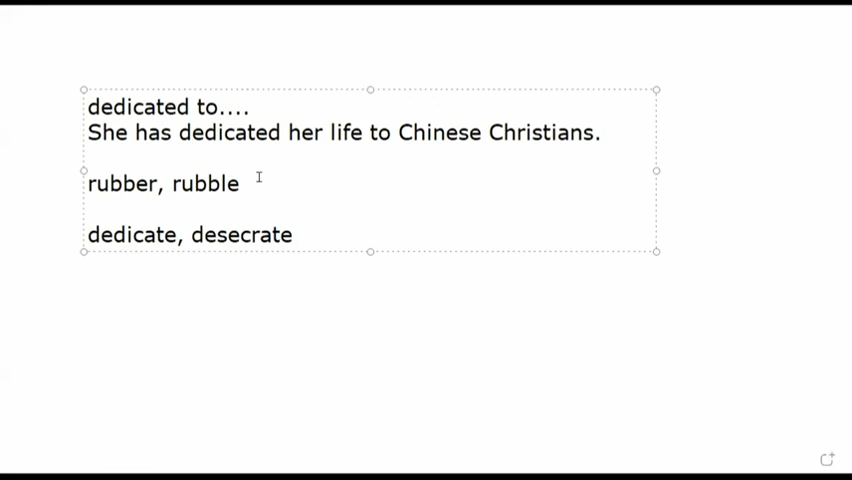 dedicated to....
She has dedicated her life to Chinese Christians.
rubber, rubble
dedicate, desecrate